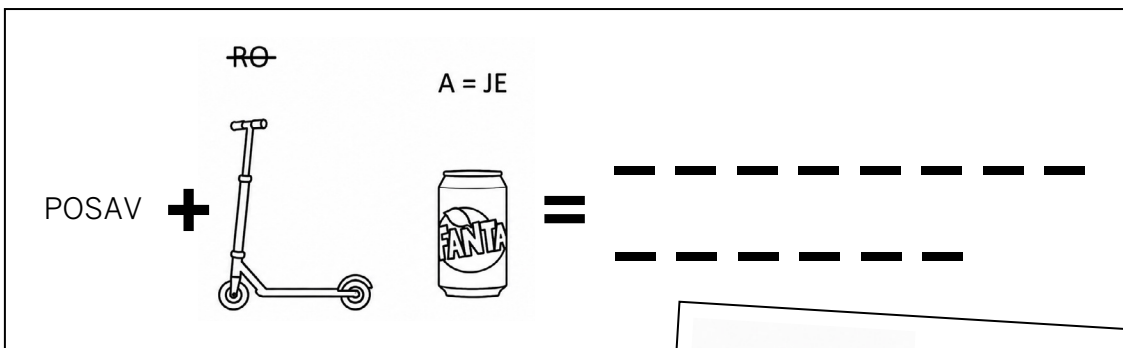 RO
A = JE
POSAV + FANTA =